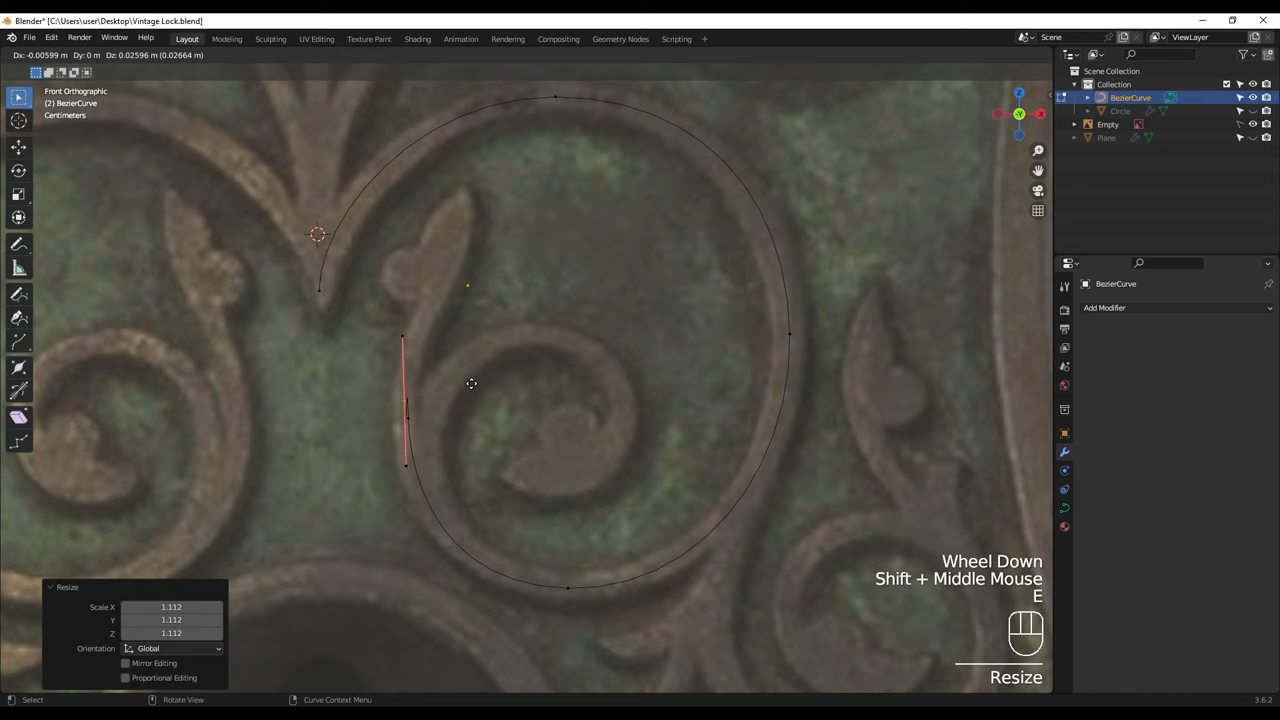 Blender* [C:\Users\user\Desktop\Vintage Lock.blend]
File Edit Render Window Help Layout Modeling Sculpting UV Editing Texture Paint Shading Animation Rendering Compositing Geometry Nodes Scripting + Scene ViewLayer
Dx: -0.00599 m Dy: 0 m Dz: 0.02596 m (0.02664 m)
Front Orthographic
(2) BezierCurve
Centimeters
Z
Y
X
Scene Collection
Collection
BezierCurve
Circle
Empty
Plane
BezierCurve
Add Modifier
Wheel Down
Shift + Middle Mouse
E
Resize
Resize
Scale X 1.112
Y 1.112
Z 1.112
Orientation Global
Mirror Editing
Proportional Editing
Select Rotate View Curve Context Menu 3.6.2